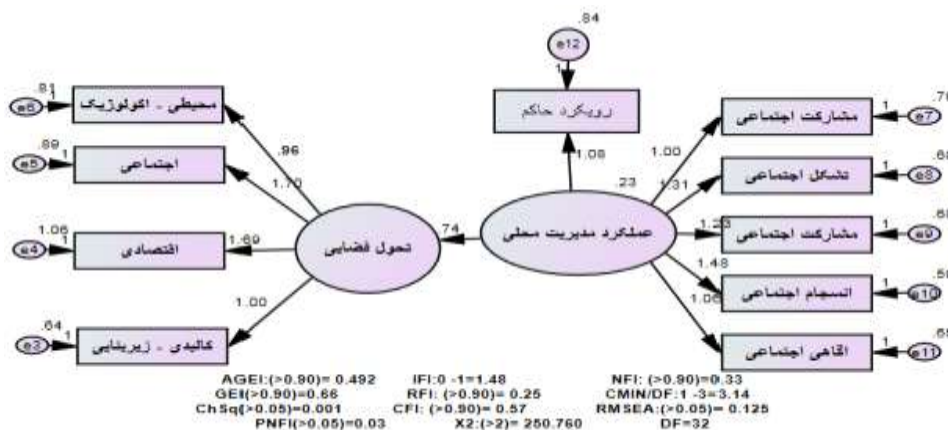 .84
e12
1
رویکرد حاکم
1.08
.81
e6
1
محیطی - اکولوژیک
.96
.89
e5
1
اجتماعی
1.70
1.06
e4
1
اقتصادی
1.69
.64
e3
1
کالبدی - زیربنایی
1.00
تحول فضایی
.74
.23
عملکرد مدیریت محلی
1.00
مشارکت اجتماعی
1
e7
1.31
تشکل اجتماعی
1
e8
1.23
مشارکت اجتماعی
1
e9
1.48
انسجام اجتماعی
1
e10
1.06
اگاهی اجتماعی
1
e11
AGEI:(>0.90)= 0.492 IFI:0 -1=1.48 NFI: (>0.90)=0.33
GEI(>0.90)=0.66 RFI: (>0.90)= 0.25 CMIN/DF:1 -3=3.14
ChSq(>0.05)=0.001 CFI: (>0.90)= 0.57 RMSEA:(>0.05)= 0.125
PNFI(>0.05)=0.03 X2:(>2)= 250.760 DF=32